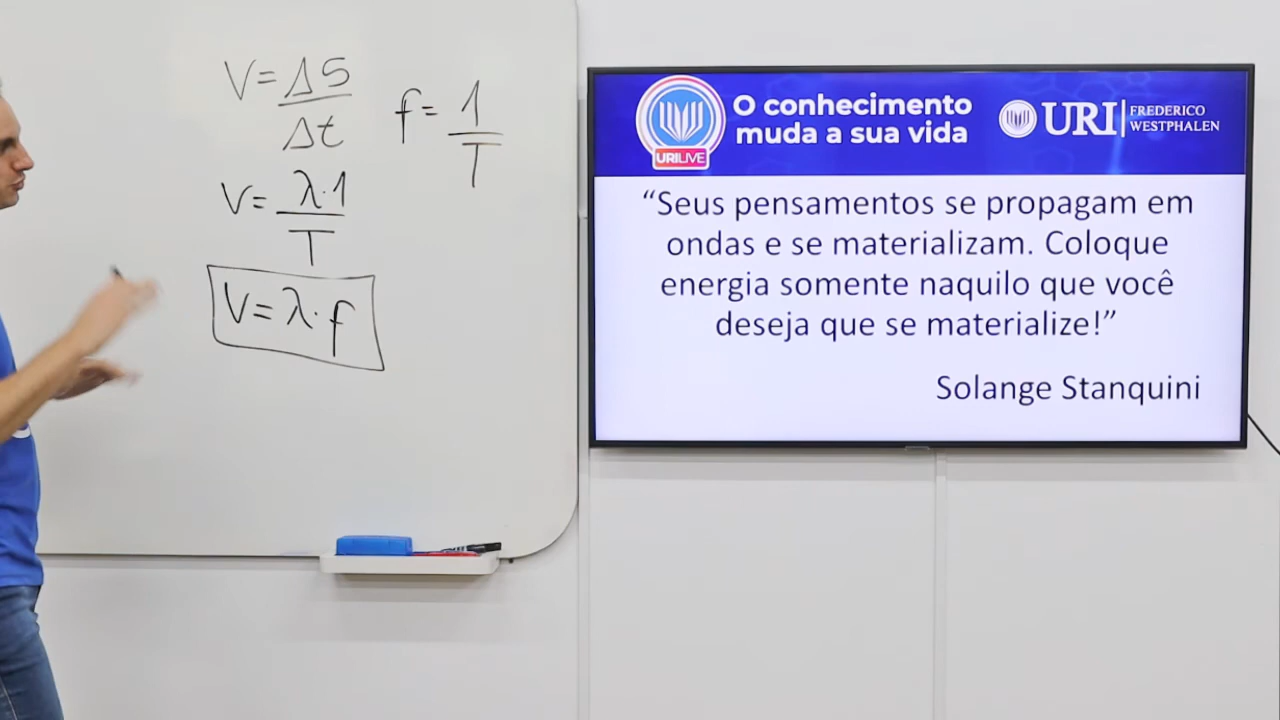 V = ΔS
Δt
f = 1
T
V = λ·1
T
V = λ·f
URILIVE
O conhecimento
muda a sua vida
URI
FREDERICO
WESTPHALEN
“Seus pensamentos se propagam em
ondas e se materializam. Coloque
energia somente naquilo que você
deseja que se materialize!”
Solange Stanquini